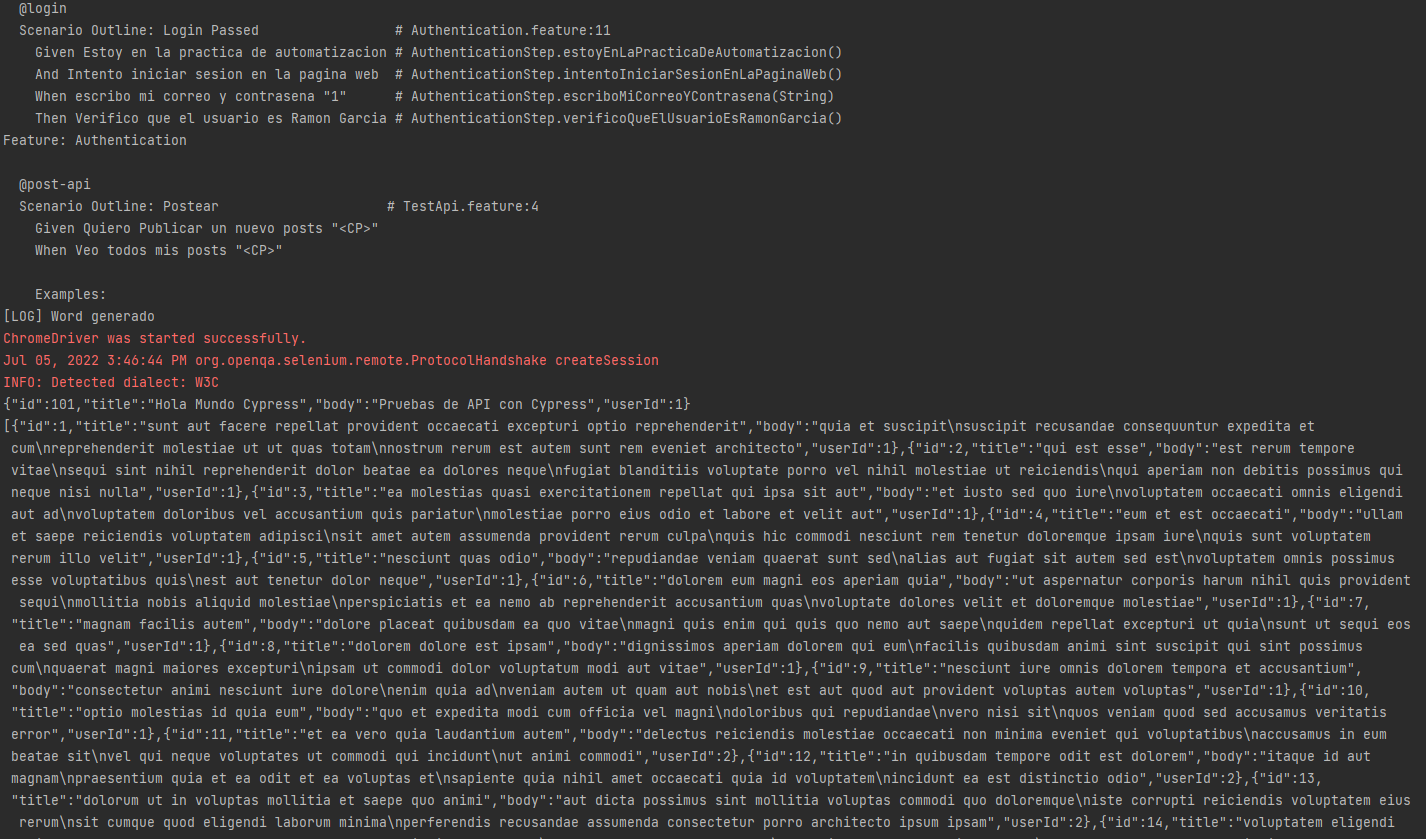 @login
Scenario Outline: Login Passed # Authentication.feature:11
Given Estoy en la practica de automatizacion # AuthenticationStep.estoyEnLaPracticaDeAutomatizacion()
And Intento iniciar sesion en la pagina web # AuthenticationStep.intentoIniciarSesionEnLaPaginaWeb()
When escribo mi correo y contrasena "1" # AuthenticationStep.escriboMiCorreoYContrasena(String)
Then Verifico que el usuario es Ramon Garcia # AuthenticationStep.verificoQueElUsuarioEsRamonGarcia()
Feature: Authentication
@post-api
Scenario Outline: Postear # TestApi.feature:4
Given Quiero Publicar un nuevo posts "<CP>"
When Veo todos mis posts "<CP>"
Examples:
[LOG] Word generado
ChromeDriver was started successfully.
Jul 05, 2022 3:46:44 PM org.openqa.selenium.remote.ProtocolHandshake createSession
INFO: Detected dialect: W3C
{"id":101,"title":"Hola Mundo Cypress","body":"Pruebas de API con Cypress","userId":1}
[{"id":1,"title":"sunt aut facere repellat provident occaecati excepturi optio reprehenderit","body":"quia et suscipit\nsuscipit recusandae consequuntur expedita et
cum\nreprehenderit molestiae ut ut quas totam\nnostrum rerum est autem sunt rem eveniet architecto","userId":1},{"id":2,"title":"qui est esse","body":"est rerum tempore
vitae\nsequi sint nihil reprehenderit dolor beatae ea dolores neque\nfugiat blanditiis voluptate porro vel nihil molestiae ut reiciendis\nqui aperiam non debitis possimus qui
neque nisi nulla","userId":1},{"id":3,"title":"ea molestias quasi exercitationem repellat qui ipsa sit aut","body":"et iusto sed quo iure\nvoluptatem occaecati omnis eligendi
aut ad\nvoluptatem doloribus vel accusantium quis pariatur\nmolestiae porro eius odio et labore et velit aut","userId":1},{"id":4,"title":"eum et est occaecati","body":"ullam
et saepe reiciendis voluptatem adipisci\nsit amet autem assumenda provident rerum culpa\nquis hic commodi nesciunt rem tenetur doloremque ipsam iure\nquis sunt voluptatem
rerum illo velit","userId":1},{"id":5,"title":"nesciunt quas odio","body":"repudiandae veniam quaerat sunt sed\nalias aut fugiat sit autem sed est\nvoluptatem omnis possimus
esse voluptatibus quis\nest aut tenetur dolor neque","userId":1},{"id":6,"title":"dolorem eum magni eos aperiam quia","body":"ut aspernatur corporis harum nihil quis provident
sequi\nmollitia nobis aliquid molestiae\nperspiciatis et ea nemo ab reprehenderit accusantium quas\nvoluptate dolores velit et doloremque molestiae","userId":1},{"id":7,
"title":"magnam facilis autem","body":"dolore placeat quibusdam ea quo vitae\nmagni quis enim qui quis quo nemo aut saepe\nquidem repellat excepturi ut quia\nsunt ut sequi eos
ea sed quas","userId":1},{"id":8,"title":"dolorem dolore est ipsam","body":"dignissimos aperiam dolorem qui eum\nfacilis quibusdam animi sint suscipit qui sint possimus
cum\nquaerat magni maiores excepturi\nipsam ut commodi dolor voluptatum modi aut vitae","userId":1},{"id":9,"title":"nesciunt iure omnis dolorem tempora et accusantium",
"body":"consectetur animi nesciunt iure dolore\nenim quia ad\nveniam autem ut quam aut nobis\net est aut quod aut provident voluptas autem voluptas","userId":1},{"id":10,
"title":"optio molestias id quia eum","body":"quo et expedita modi cum officia vel magni\ndoloribus qui repudiandae\nvero nisi sit\nquos veniam quod sed accusamus veritatis
error","userId":1},{"id":11,"title":"et ea vero quia laudantium autem","body":"delectus reiciendis molestiae occaecati non minima eveniet qui voluptatibus\naccusamus in eum
beatae sit\nvel qui neque voluptates ut commodi qui incidunt\nut animi commodi","userId":2},{"id":12,"title":"in quibusdam tempore odit est dolorem","body":"itaque id aut
magnam\npraesentium quia et ea odit et ea voluptas et\nsapiente quia nihil amet occaecati quia id voluptatem\nincidunt ea est distinctio odio","userId":2},{"id":13,
"title":"dolorum ut in voluptas mollitia et saepe quo animi","body":"aut dicta possimus sint mollitia voluptas commodi quo doloremque\niste corrupti reiciendis voluptatem eius
rerum\nsit cumque quod eligendi laborum minima\nperferendis recusandae assumenda consectetur porro architecto ipsum ipsam","userId":2},{"id":14,"title":"voluptatem eligendi